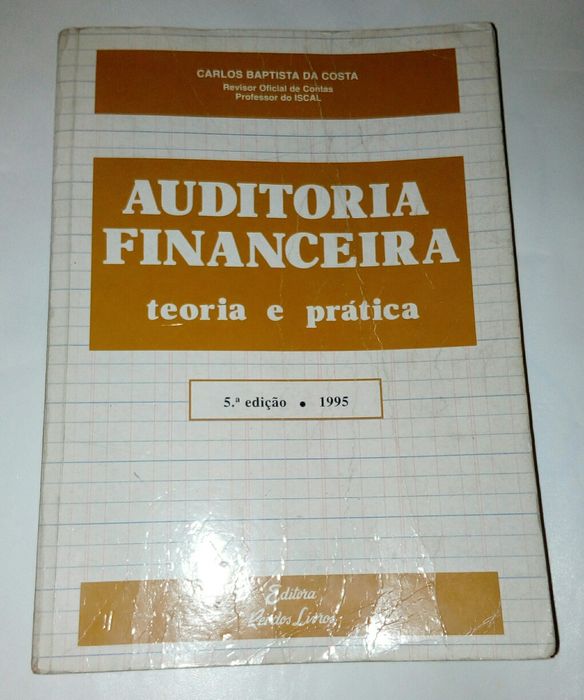 CARLOS BAPTISTA DA COSTA
Revisor Oficial de Contas
Professor do ISCAL
AUDITORIA
FINANCEIRA
teoria e prática
5.ª edição • 1995
Editora
Rei dos Livros